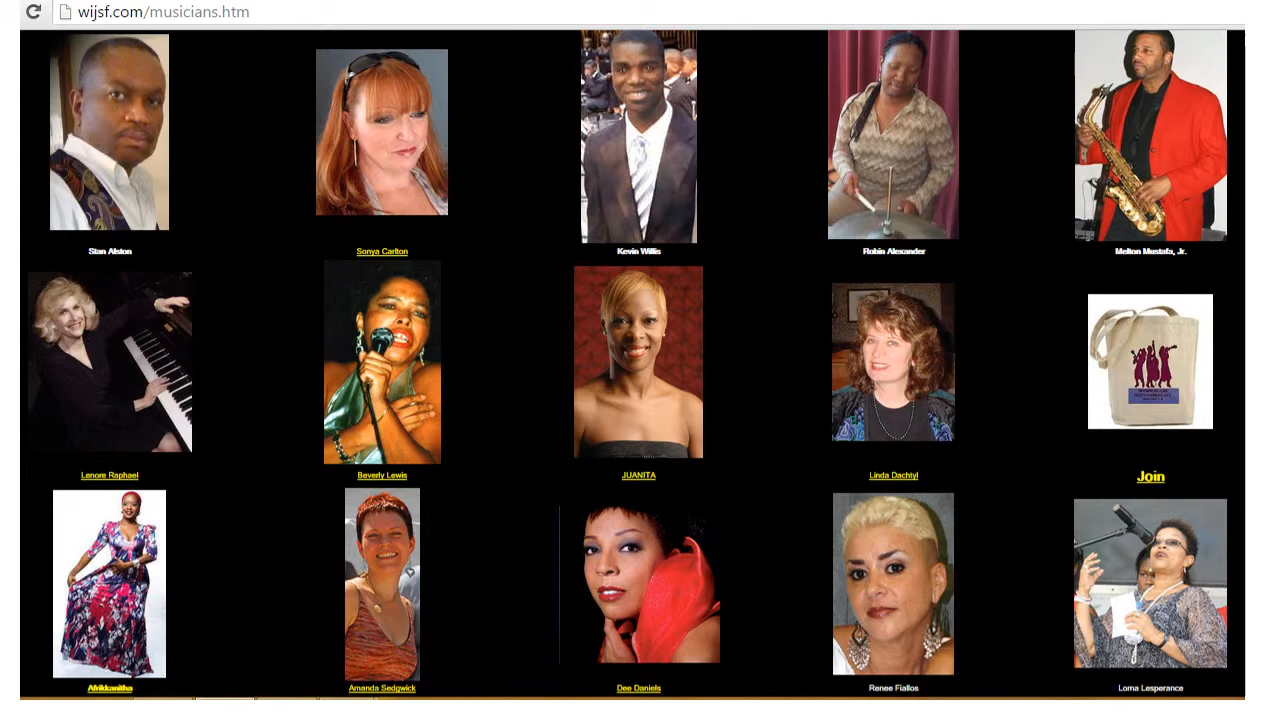 wijsf.com/musicians.htm
Stan Alston
Sonya Carlton
Kevin Willis
Robin Alexander
Melton Mustafa, Jr.
Lenore Raphael
Beverly Lewis
JUANITA
Linda Dachtyl
Join
Afrikkanitha
Amanda Sedgwick
Dee Daniels
Renee Fiallos
Lorna Lesperance